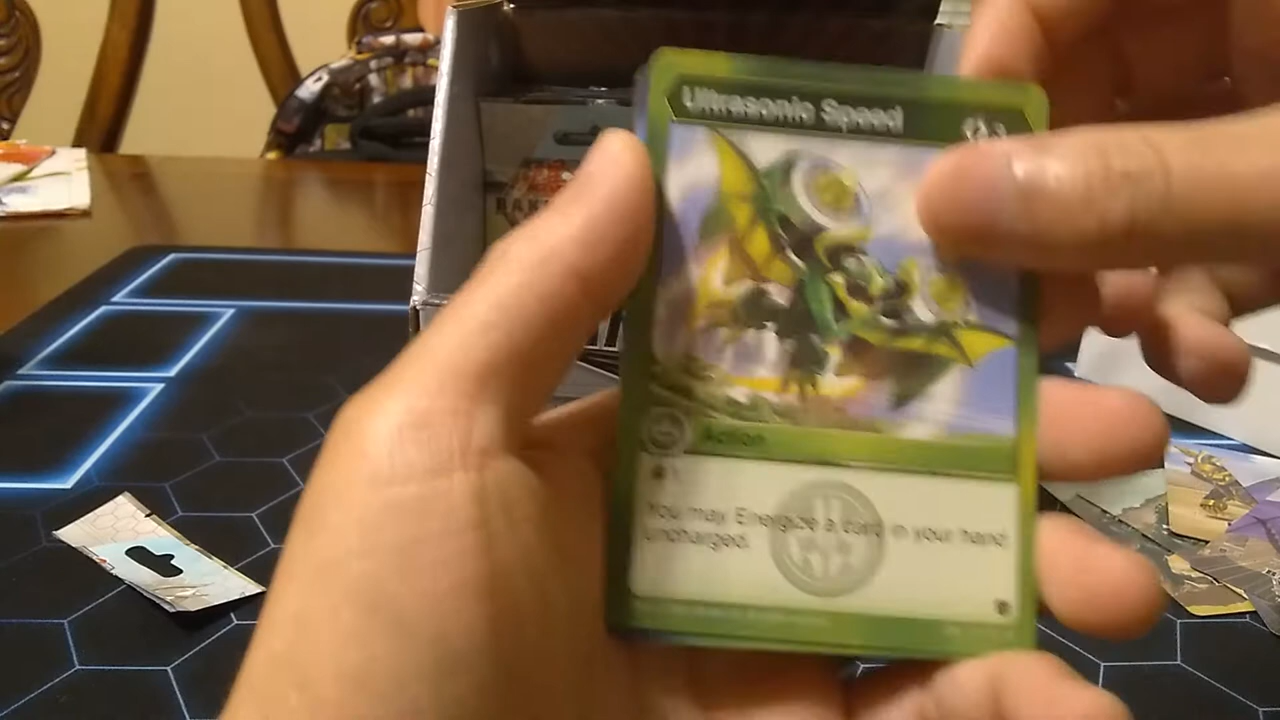 Ultrasonic Speed
Action
You may Energize a card in your hand
uncharged.